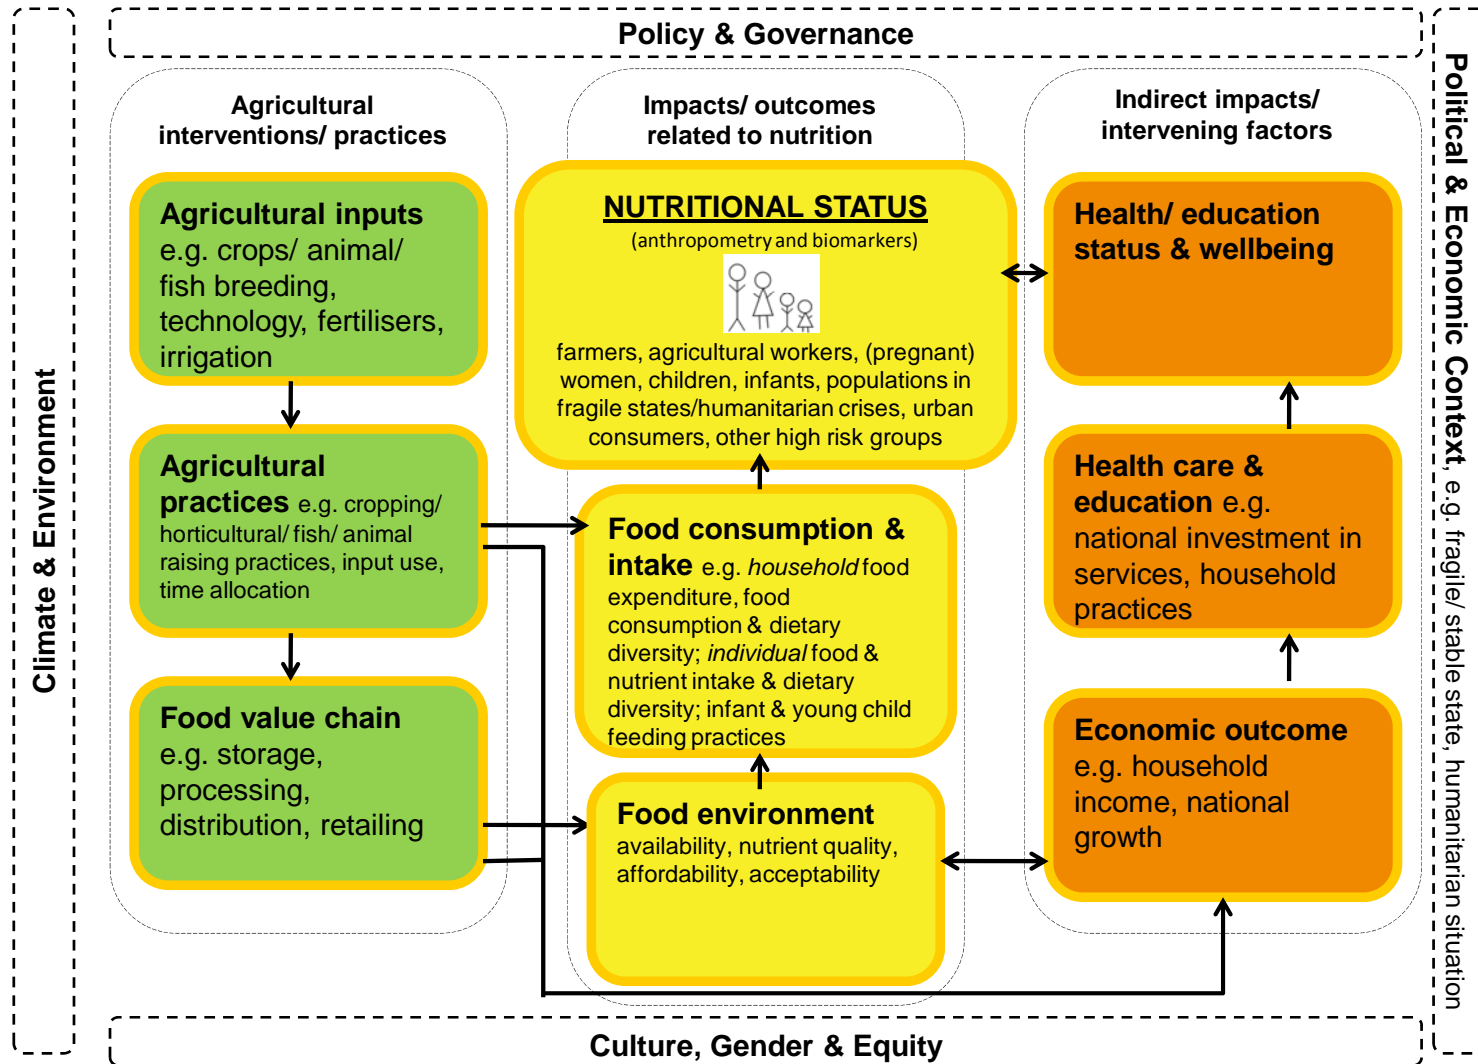 Policy & Governance
Climate & Environment
Political & Economic Context, e.g. fragile/ stable state, humanitarian situation
Agricultural
interventions/ practices
Agricultural inputs
e.g. crops/ animal/
fish breeding,
technology, fertilisers,
irrigation
Agricultural
practices e.g. cropping/
horticultural/ fish/ animal
raising practices, input use,
time allocation
Food value chain
e.g. storage,
processing,
distribution, retailing
Impacts/ outcomes
related to nutrition
NUTRITIONAL STATUS
(anthropometry and biomarkers)
farmers, agricultural workers, (pregnant)
women, children, infants, populations in
fragile states/humanitarian crises, urban
consumers, other high risk groups
Food consumption &
intake e.g. household food
expenditure, food
consumption & dietary
diversity; individual food &
nutrient intake & dietary
diversity; infant & young child
feeding practices
Food environment
availability, nutrient quality,
affordability, acceptability
Indirect impacts/
intervening factors
Health/ education
status & wellbeing
Health care &
education e.g.
national investment in
services, household
practices
Economic outcome
e.g. household
income, national
growth
Culture, Gender & Equity